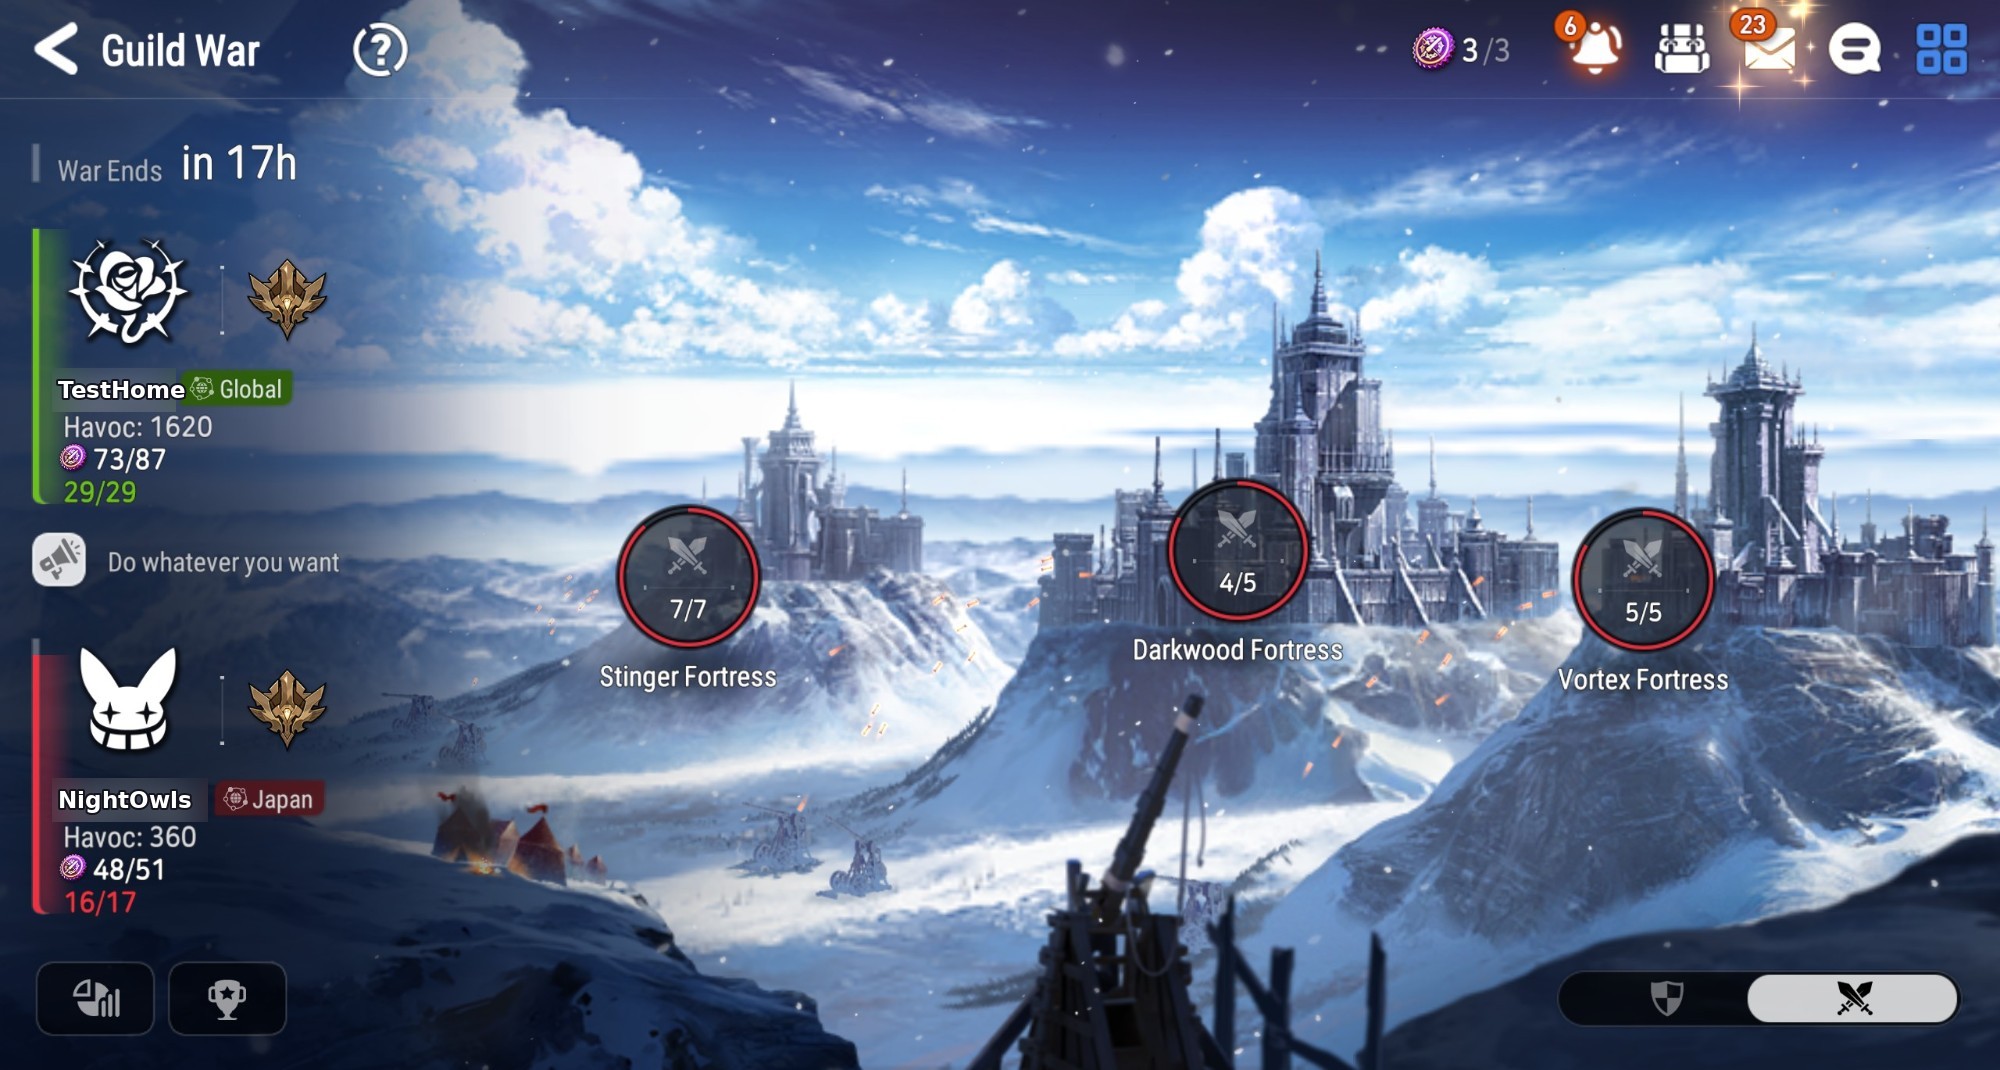 Guild War
?
3/3
6
23
War Ends in 17h
TestHome Global
Havoc: 1620
73/87
29/29
Do whatever you want
NightOwls Japan
Havoc: 360
48/51
16/17
7/7
Stinger Fortress
4/5
Darkwood Fortress
5/5
Vortex Fortress